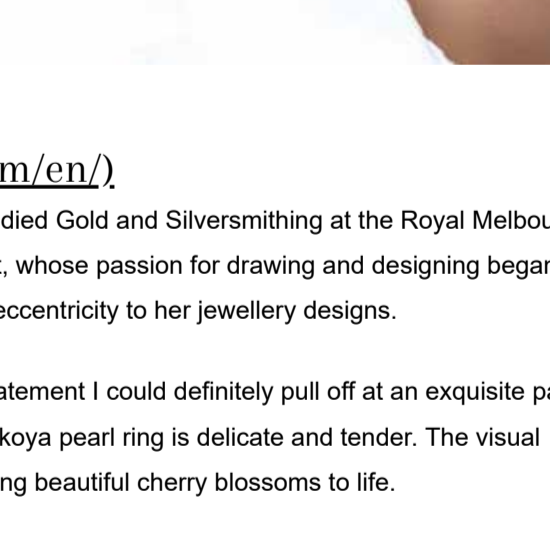 m/en/)
died Gold and Silversmithing at the Royal Melbou
, whose passion for drawing and designing began
eccentricity to her jewellery designs.
atement I could definitely pull off at an exquisite pa
koya pearl ring is delicate and tender. The visual
ng beautiful cherry blossoms to life.